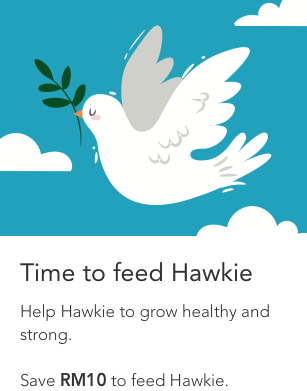 Time to feed Hawkie
Help Hawkie to grow healthy and
strong.
Save RM10 to feed Hawkie.